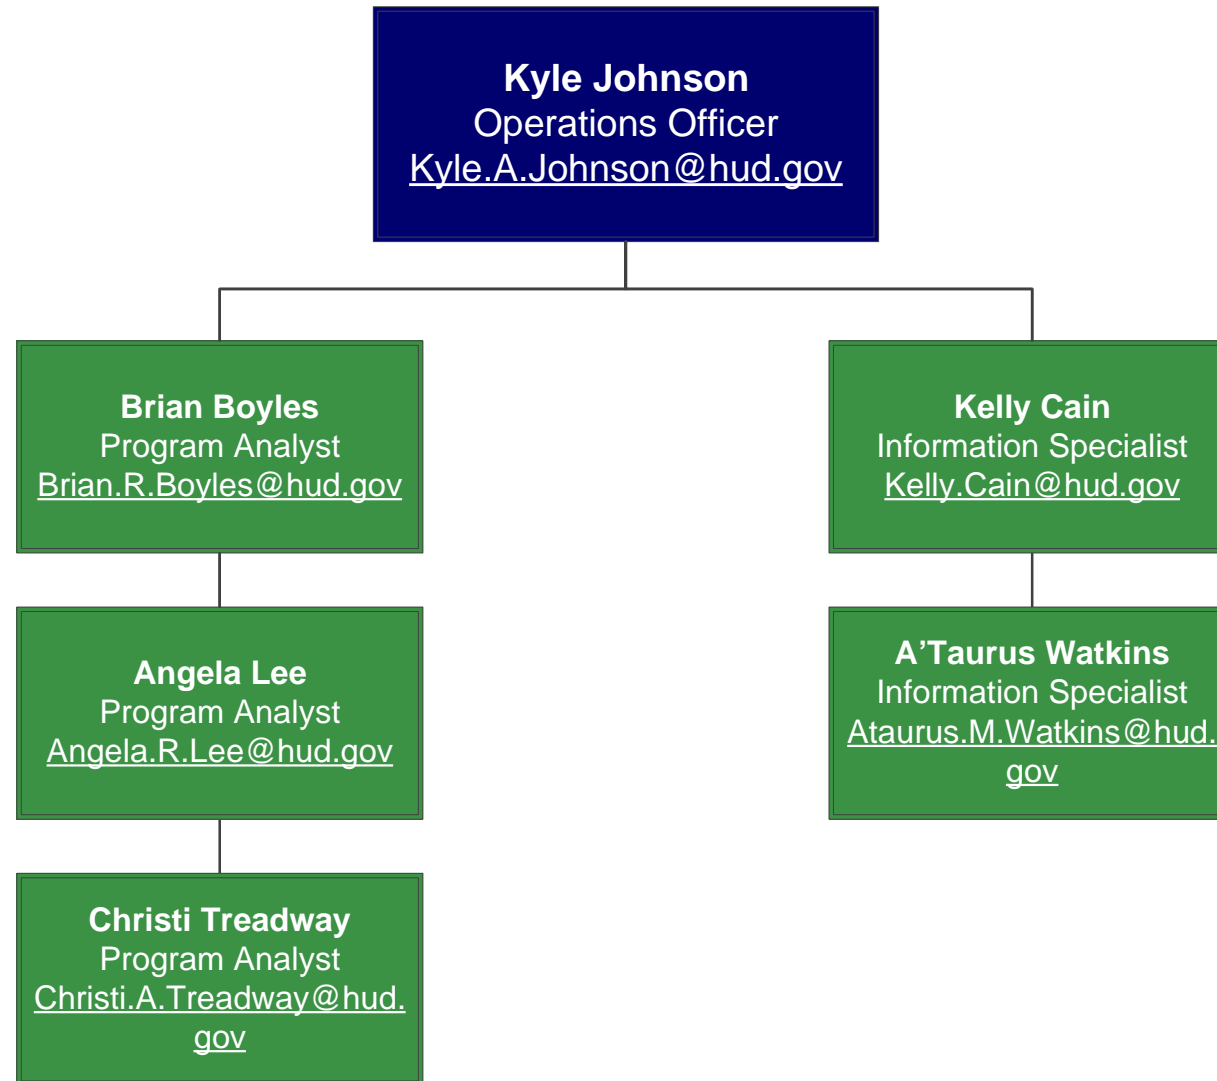 Kyle Johnson
Operations Officer
Kyle.A.Johnson@hud.gov
Brian Boyles
Program Analyst
Brian.R.Boyles@hud.gov
Kelly Cain
Information Specialist
Kelly.Cain@hud.gov
Angela Lee
Program Analyst
Angela.R.Lee@hud.gov
A’Taurus Watkins
Information Specialist
Ataurus.M.Watkins@hud.
gov
Christi Treadway
Program Analyst
Christi.A.Treadway@hud.
gov